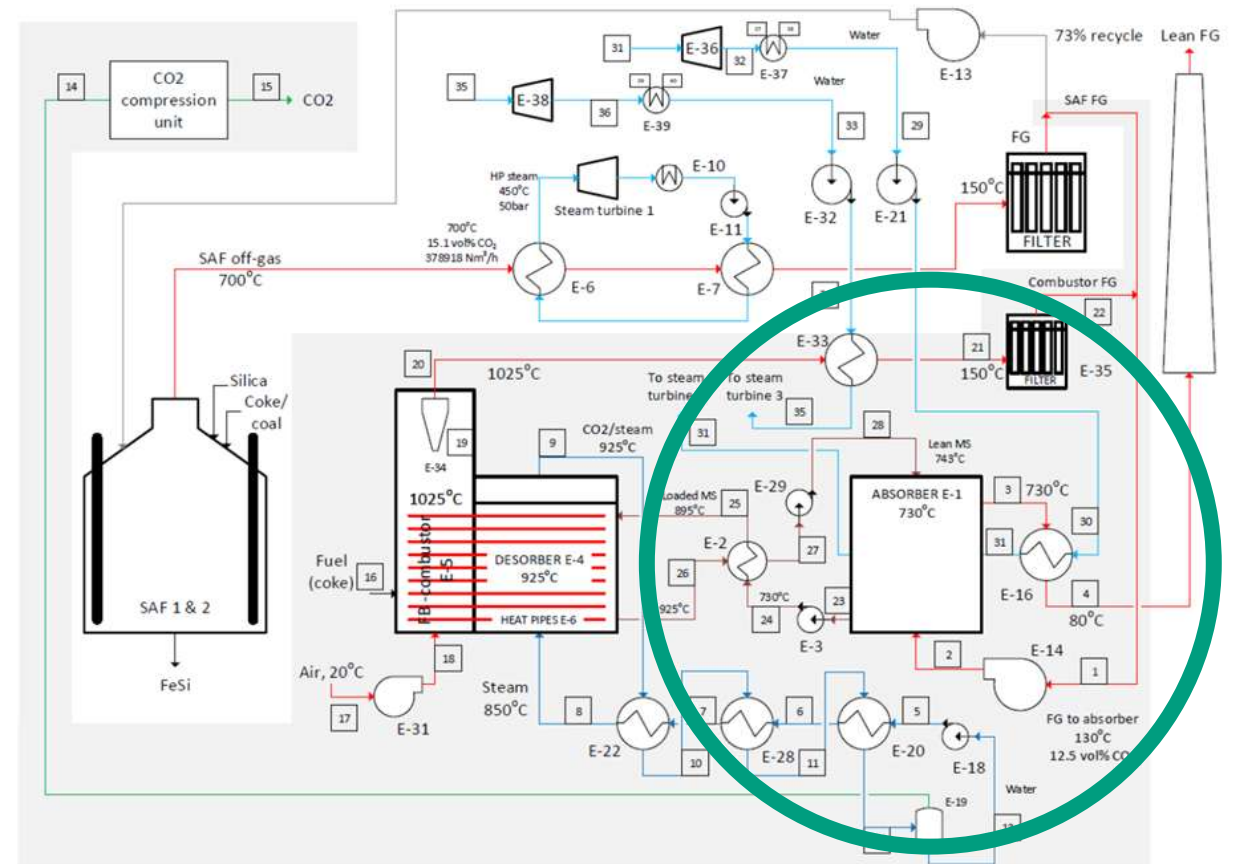 73% recycle
Lean FG
31
E-36
32
E-37
Water
E-13
14
CO2
compression
unit
15
CO2
35
E-38
36
E-39
Water
33
29
SAF FG
FG
FILTER
150°C
HP steam
450°C
50bar
Steam turbine 1
E-10
E-11
E-32
E-21
700°C
15.1 vol% CO₂
378918 Nm³/h
SAF off-gas
700°C
E-6
E-7
Combustor FG
22
E-33
21
150°C
FILTER
E-35
20
1025°C
To steam
turbine
To steam
turbine 3
35
31
Silica
Coke/
coal
19
E-34
1025°C
9
CO2/steam
925°C
28
Lean MS
743°C
Loaded MS
895°C
25
E-29
ABSORBER E-1
730°C
3
730°C
30
31
E-16
4
80°C
E-2
27
26
925°C
730°C
24
23
E-3
Fuel
(coke)
16
FB-combustor
E-5
DESORBER E-4
925°C
HEAT PIPES E-6
SAF 1 & 2
FeSi
Air, 20°C
17
18
E-31
Steam
850°C
8
E-22
7
10
E-28
6
11
E-20
5
E-18
2
E-14
1
FG to absorber
130°C
12.5 vol%
Water
E-19